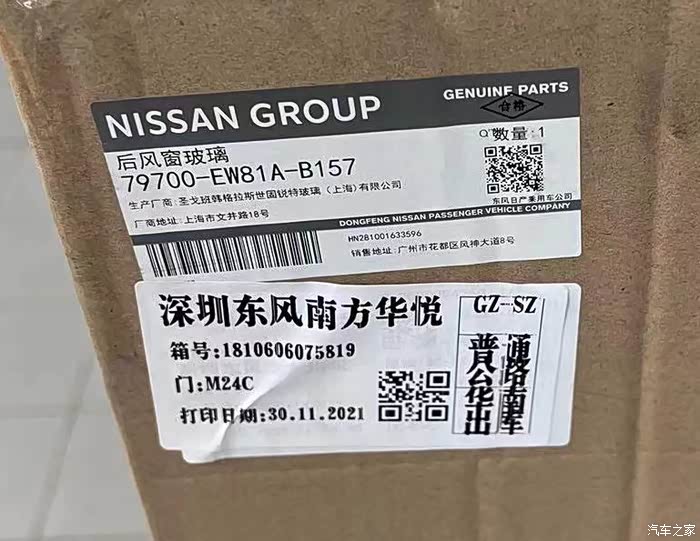 GENUINE PARTS
NISSAN GROUP
合格
后风窗玻璃
数量:1
79700-EW81A-B157
生产厂商:圣戈班韩格拉斯世固锐特玻璃(上海)有限公司
厂商地址:上海市文井路18号
东风日产乘用车公司
DONGFENG NISSAN PASSENGER VEHICLE COMPANY
HN281001633596
销售地址:广州市花都区风神大道8号
深圳东风南方华悦
GZ-SZ
箱号:1810606075819
门:M24C
打印日期:30.11.2021
汽车之家